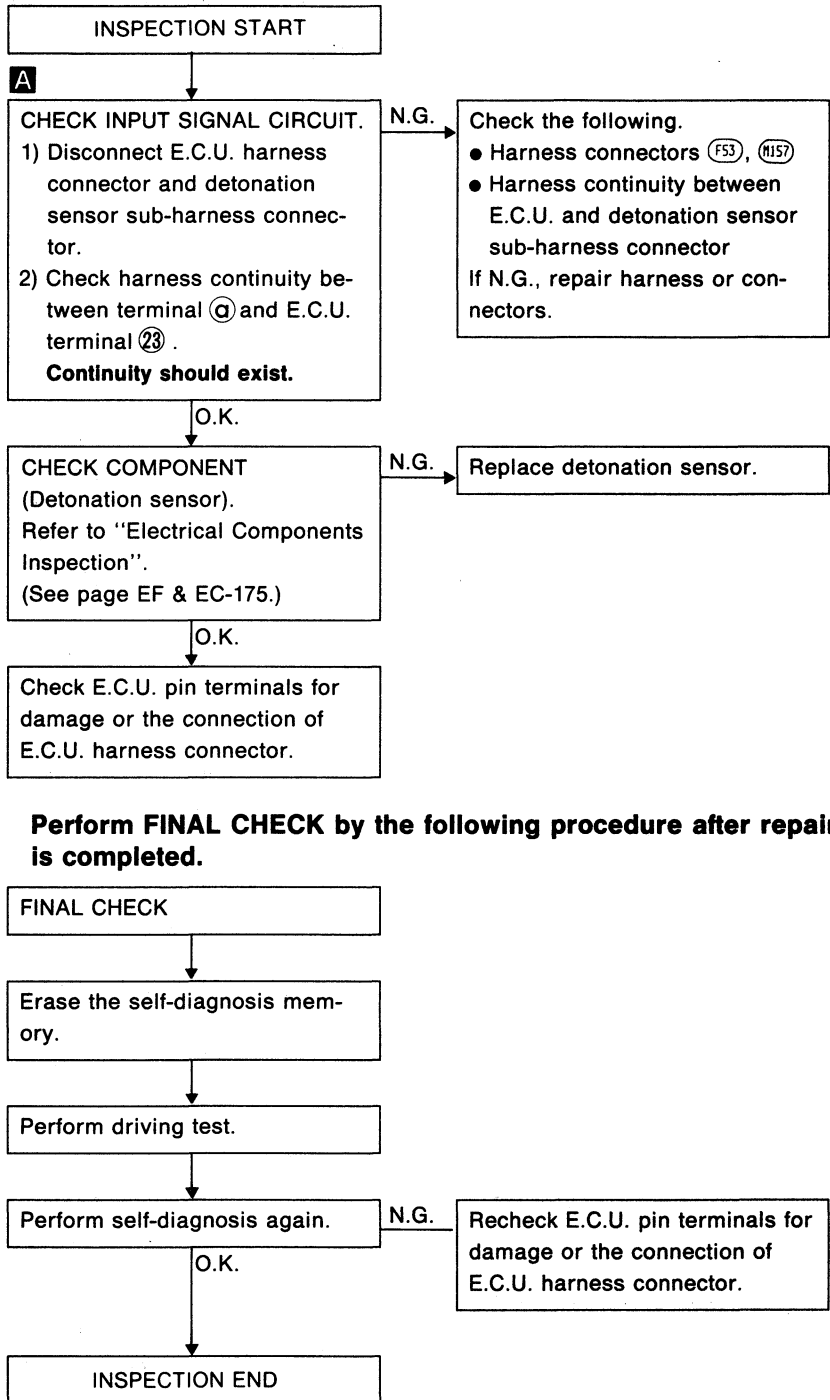 INSPECTION START
A
CHECK INPUT SIGNAL CIRCUIT.
1) Disconnect E.C.U. harness
connector and detonation
sensor sub-harness connec-
tor.
2) Check harness continuity be-
tween terminal ⓐ and E.C.U.
terminal ㉓ .
Continuity should exist.
N.G.
Check the following.
● Harness connectors F53, M157
● Harness continuity between
E.C.U. and detonation sensor
sub-harness connector
If N.G., repair harness or con-
nectors.
O.K.
CHECK COMPONENT
(Detonation sensor).
Refer to "Electrical Components
Inspection".
(See page EF & EC-175.)
N.G.
Replace detonation sensor.
O.K.
Check E.C.U. pin terminals for
damage or the connection of
E.C.U. harness connector.
Perform FINAL CHECK by the following procedure after repair
is completed.
FINAL CHECK
Erase the self-diagnosis mem-
ory.
Perform driving test.
Perform self-diagnosis again.
N.G.
Recheck E.C.U. pin terminals for
damage or the connection of
E.C.U. harness connector.
O.K.
INSPECTION END